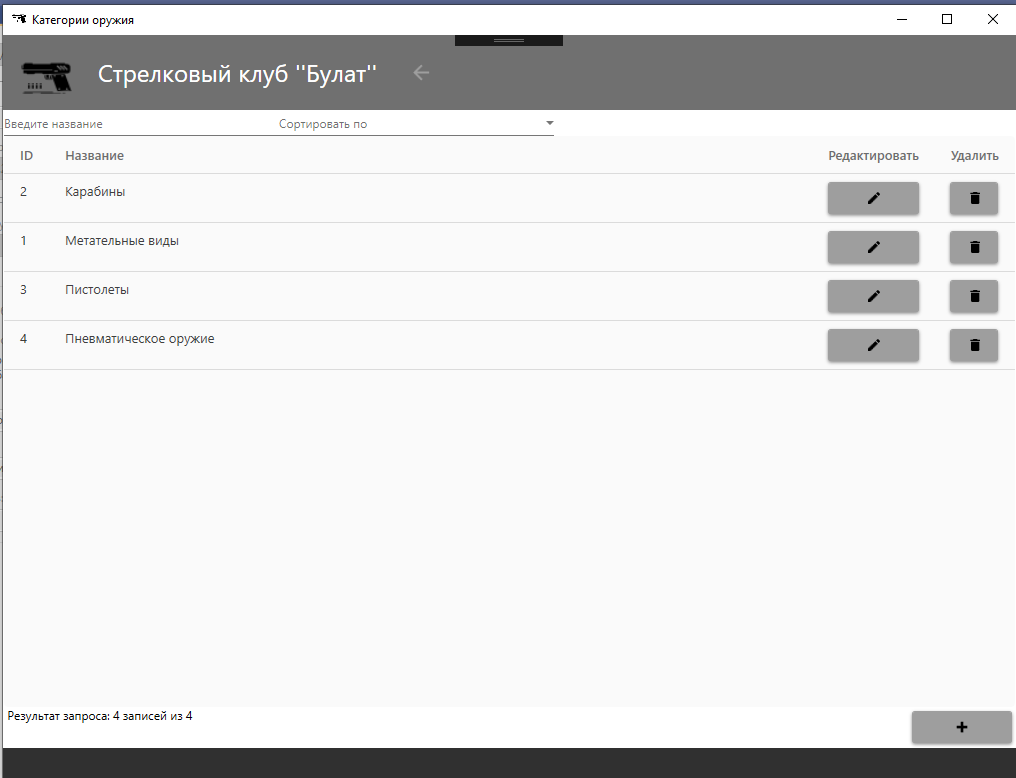 Категории оружия
Стрелковый клуб "Булат"
Введите название Сортировать по
ID Название Редактировать Удалить
2 Карабины
1 Метательные виды
3 Пистолеты
4 Пневматическое оружие
Результат запроса: 4 записей из 4